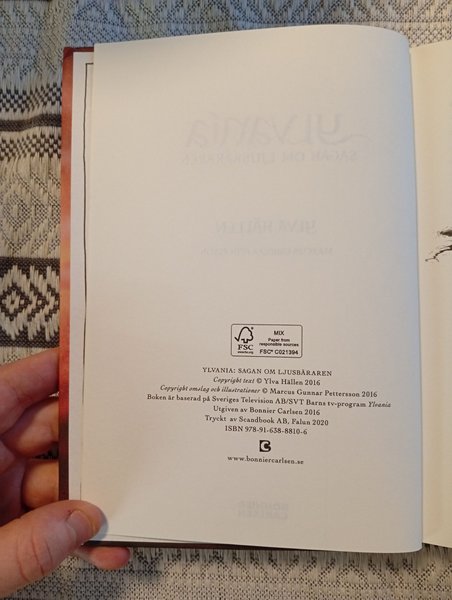 MIX
Paper from
responsible sources
FSC
www.fsc.org
FSC® C021394
YLVANIA: SAGAN OM LJUSBÄRAREN
Copyright text © Ylva Hällen 2016
Copyright omslag och illustrationer © Marcus Gunnar Pettersson 2016
Boken är baserad på Sveriges Television AB/SVT Barns tv-program Ylvania
Utgiven av Bonnier Carlsen 2016
Tryckt av Scandbook AB, Falun 2020
ISBN 978-91-638-8810-6
www.bonniercarlsen.se